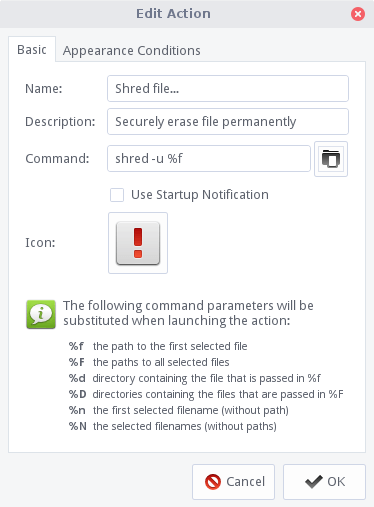 Edit Action
Basic
Appearance Conditions
Name:
Shred file...
Description:
Securely erase file permanently
Command:
shred -u %f
Use Startup Notification
Icon:
The following command parameters will be
substituted when launching the action:
%f the path to the first selected file
%F the paths to all selected files
%d directory containing the file that is passed in %f
%D directories containing the files that are passed in %F
%n the first selected filename (without path)
%N the selected filenames (without paths)
Cancel
OK